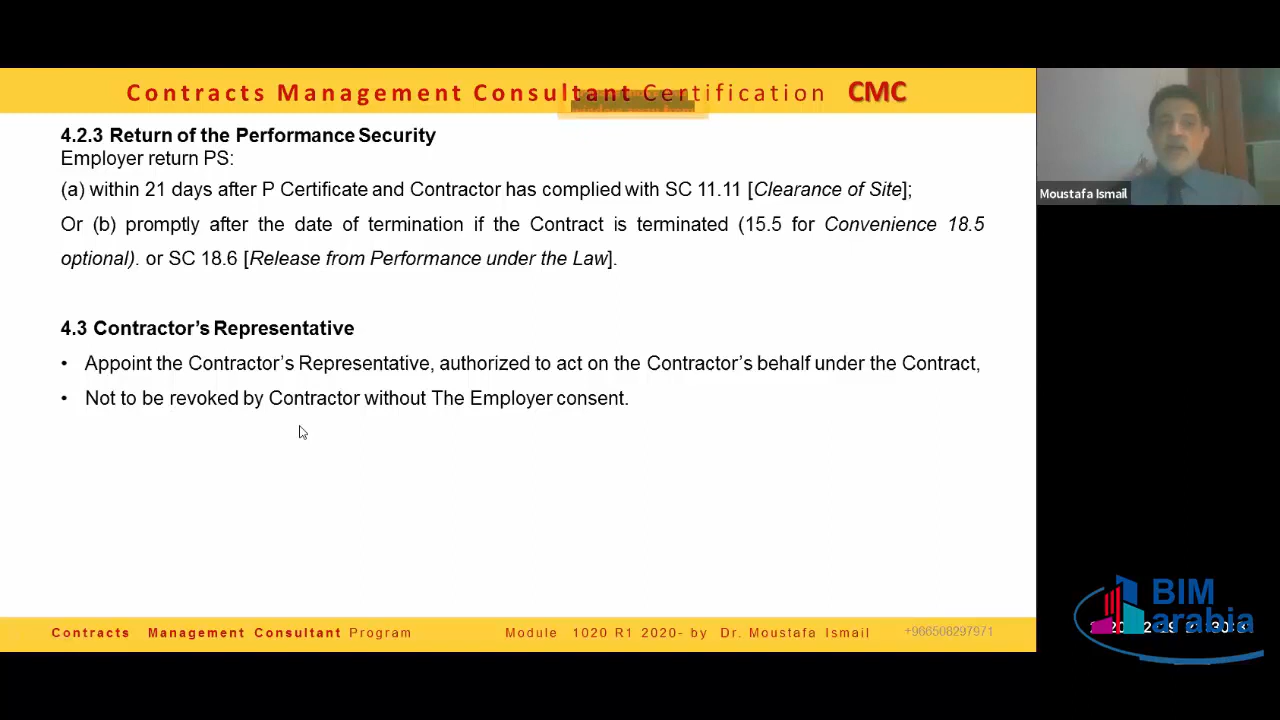 Contracts Management Consultant Certification CMC
4.2.3 Return of the Performance Security
Employer return PS:
(a) within 21 days after P Certificate and Contractor has complied with SC 11.11 [Clearance of Site];
Or (b) promptly after the date of termination if the Contract is terminated (15.5 for Convenience 18.5
optional). or SC 18.6 [Release from Performance under the Law].
4.3 Contractor’s Representative
• Appoint the Contractor’s Representative, authorized to act on the Contractor’s behalf under the Contract,
• Not to be revoked by Contractor without The Employer consent.
Contracts Management Consultant Program
Module 1020 R1 2020- by Dr. Moustafa Ismail
+966508297971
Moustafa Ismail
BIM
arabia